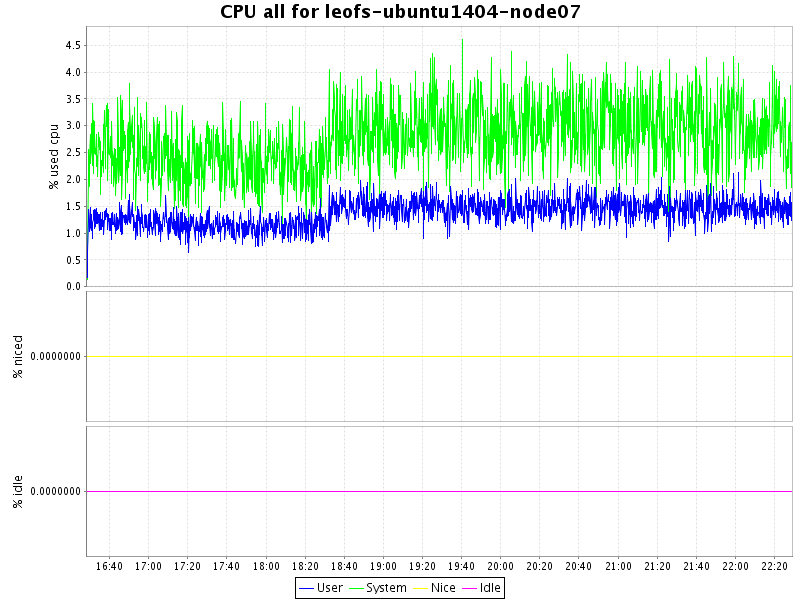 CPU all for leofs-ubuntu1404-node07
% used cpu
4.5
4.0
3.5
3.0
2.5
2.0
1.5
1.0
0.5
0.0
% niced
0.0000000
% idle
0.0000000
16:40 17:00 17:20 17:40 18:00 18:20 18:40 19:00 19:20 19:40 20:00 20:20 20:40 21:00 21:20 21:40 22:00 22:20
User System Nice Idle